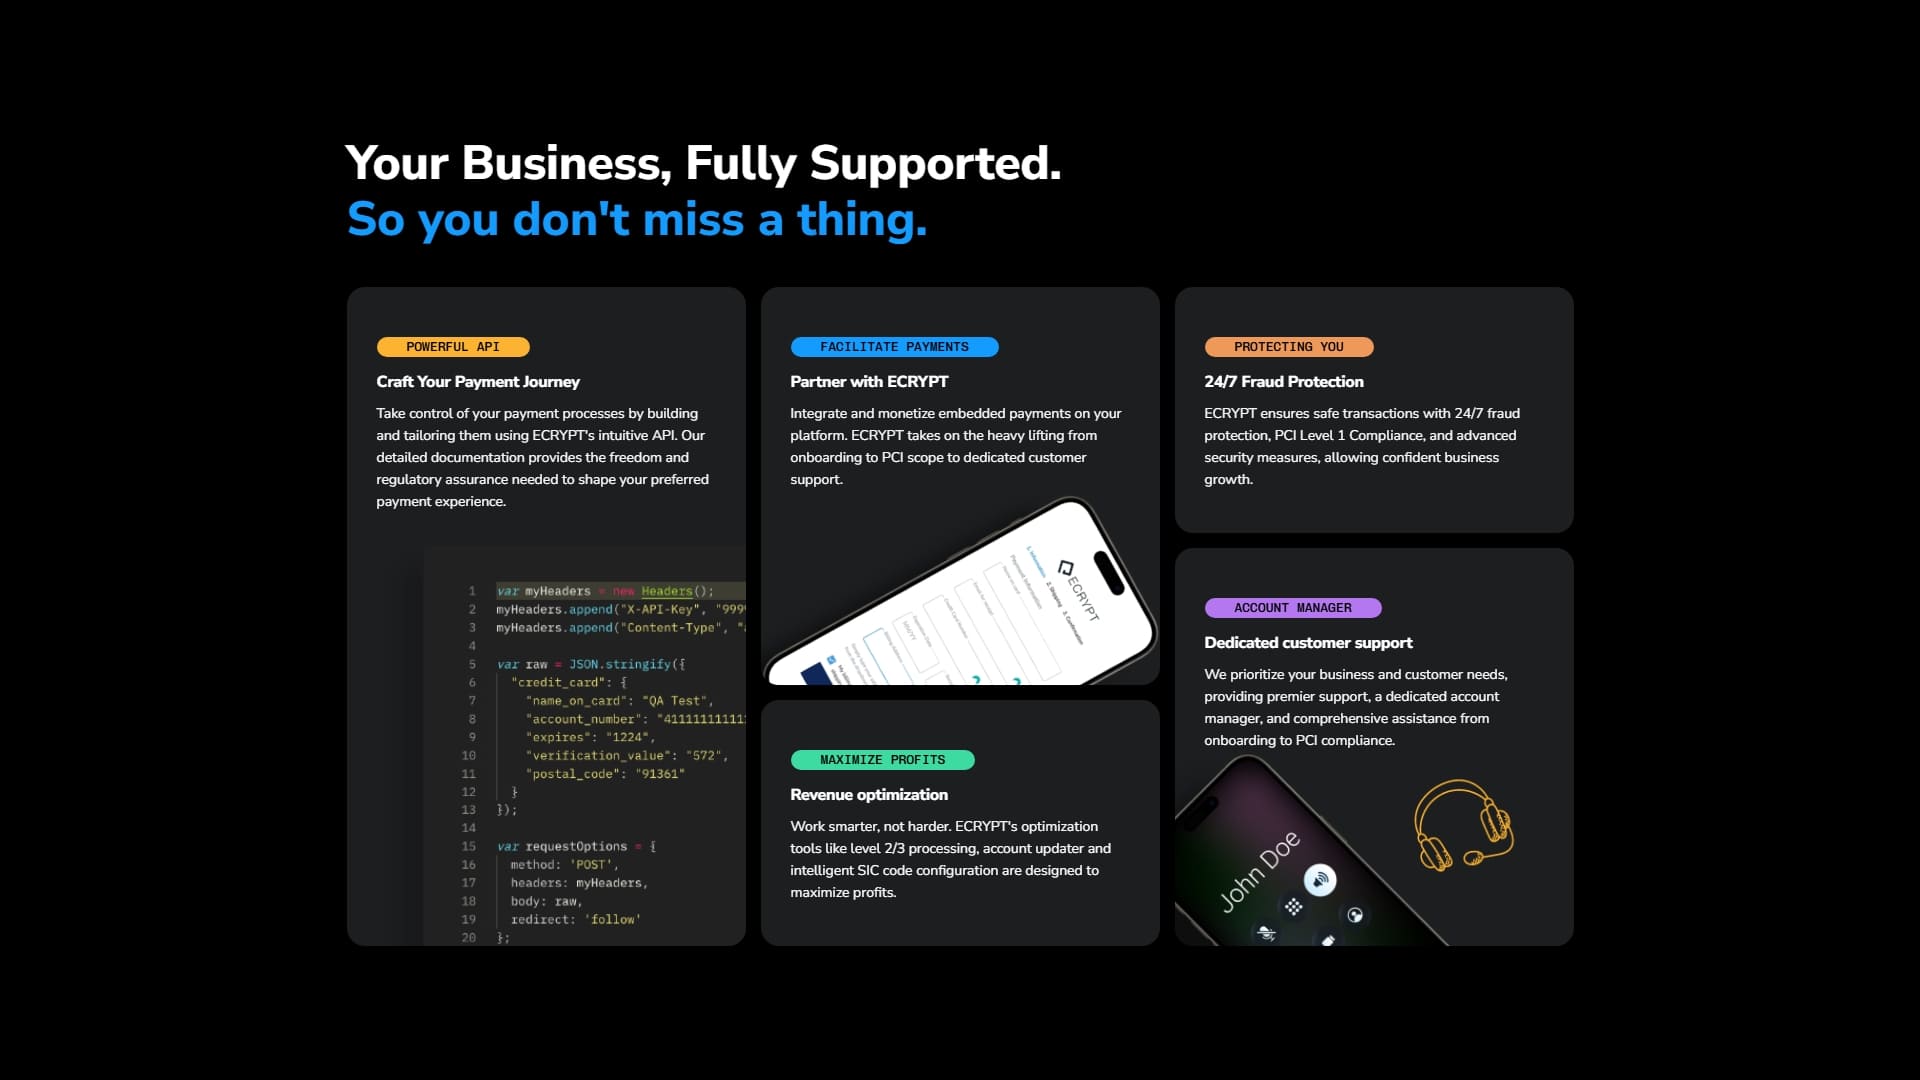 Your Business, Fully Supported.
So you don't miss a thing.
POWERFUL API
Craft Your Payment Journey
Take control of your payment processes by building
and tailoring them using ECRYPT's intuitive API. Our
detailed documentation provides the freedom and
regulatory assurance needed to shape your preferred
payment experience.
1 var myHeaders = new Headers();
2 myHeaders.append("X-API-Key", "999
3 myHeaders.append("Content-Type", "a
4
5 var raw = JSON.stringify({
6 "credit_card": {
7 "name_on_card": "QA Test",
8 "account_number": "411111111111
9 "expires": "1224",
10 "verification_value": "572",
11 "postal_code": "91361"
12 }
13 });
14
15 var requestOptions = {
16 method: 'POST',
17 headers: myHeaders,
18 body: raw,
19 redirect: 'follow'
20 };
FACILITATE PAYMENTS
Partner with ECRYPT
Integrate and monetize embedded payments on your
platform. ECRYPT takes on the heavy lifting from
onboarding to PCI scope to dedicated customer
support.
ECRYPT
1. Information 2. Shipping 3. Confirmation
Payment Information
MAXIMIZE PROFITS
Revenue optimization
Work smarter, not harder. ECRYPT's optimization
tools like level 2/3 processing, account updater and
intelligent SIC code configuration are designed to
maximize profits.
PROTECTING YOU
24/7 Fraud Protection
ECRYPT ensures safe transactions with 24/7 fraud
protection, PCI Level 1 Compliance, and advanced
security measures, allowing confident business
growth.
ACCOUNT MANAGER
Dedicated customer support
We prioritize your business and customer needs,
providing premier support, a dedicated account
manager, and comprehensive assistance from
onboarding to PCI compliance.
John Doe